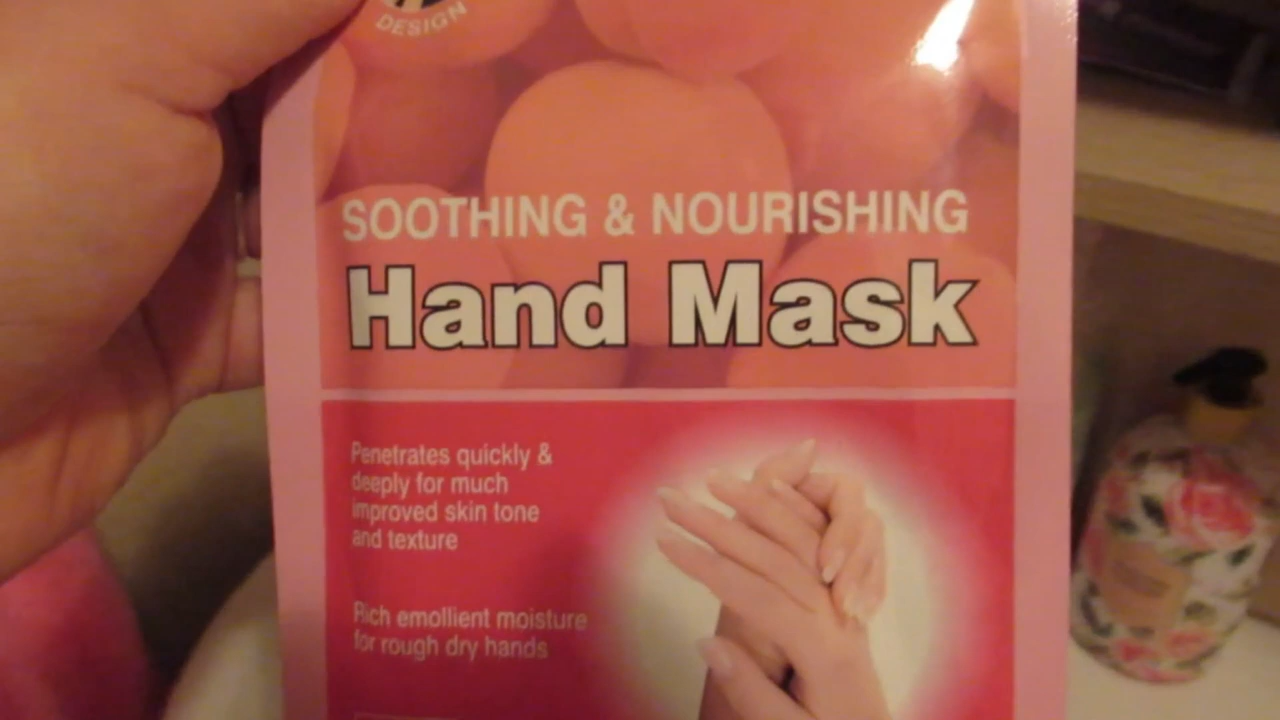 DESIGN
SOOTHING & NOURISHING
Hand Mask
Penetrates quickly &
deeply for much
improved skin tone
and texture
Rich emollient moisture
for rough dry hands